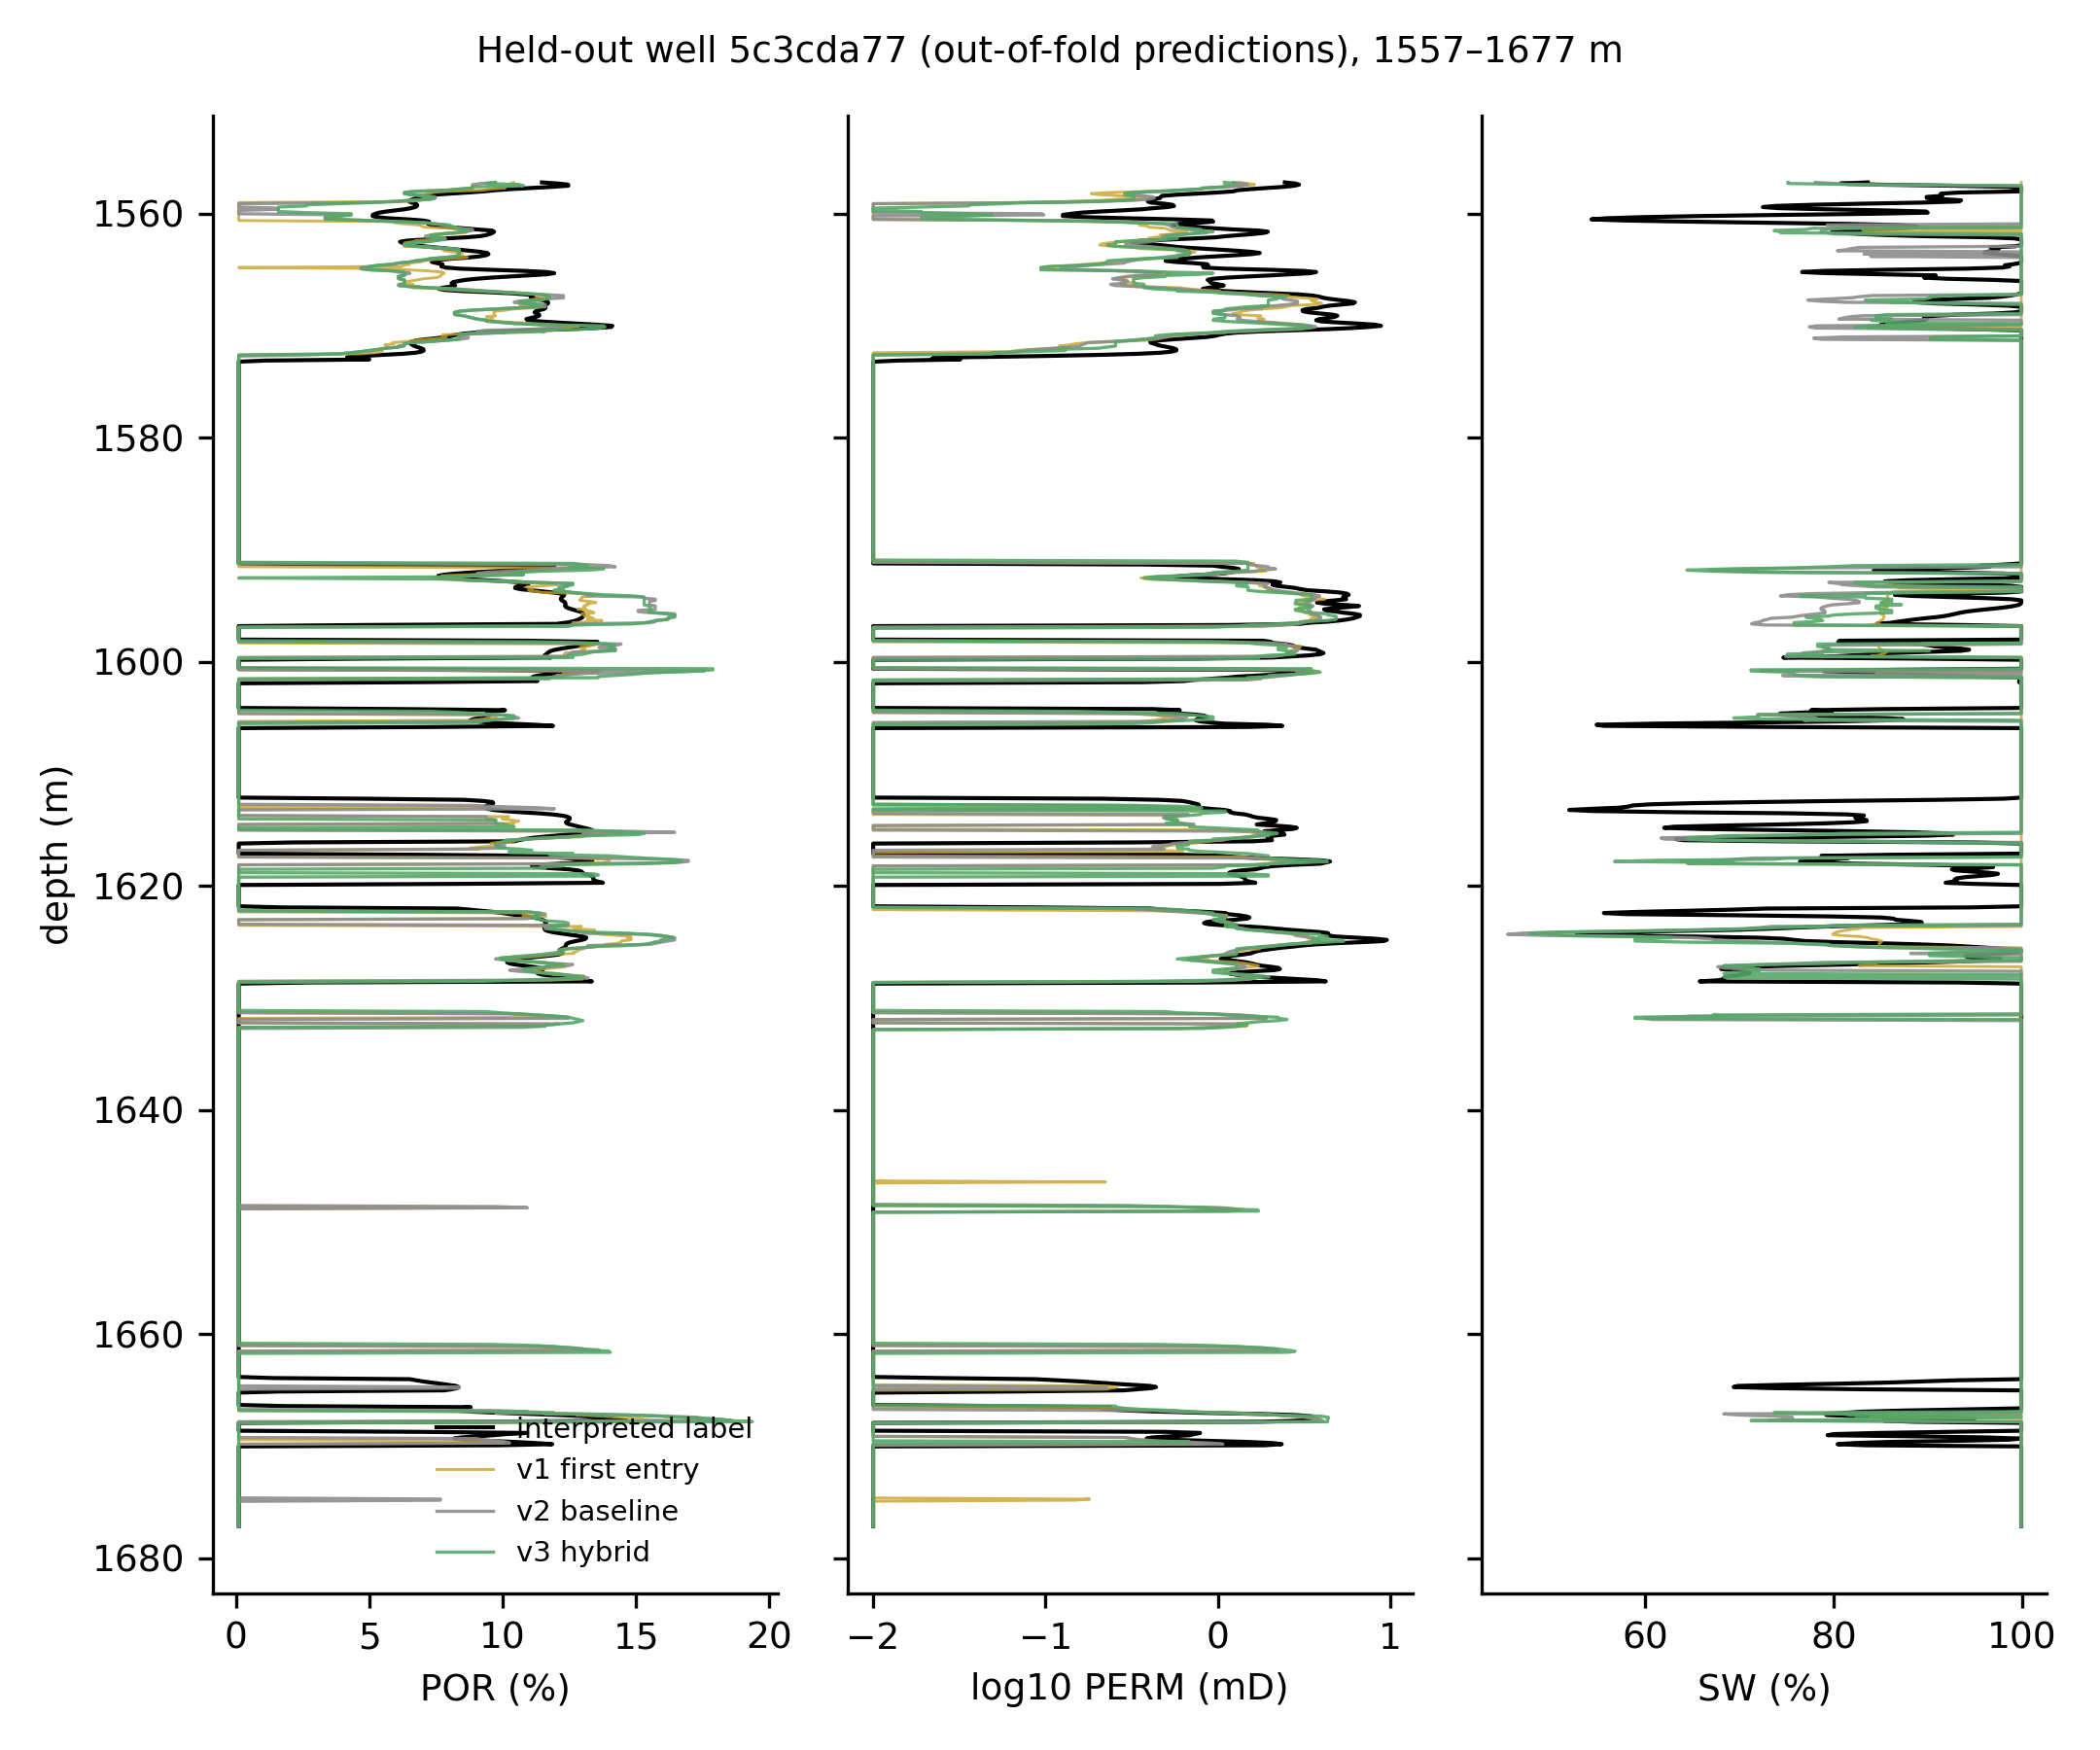 Held-out well 5c3cda77 (out-of-fold predictions), 1557–1677 m
depth (m)
1560
1580
1600
1620
1640
1660
1680
interpreted label
v1 first entry
v2 baseline
v3 hybrid
0 5 10 15 20
POR (%)
−2 −1 0 1
log10 PERM (mD)
60 80 100
SW (%)